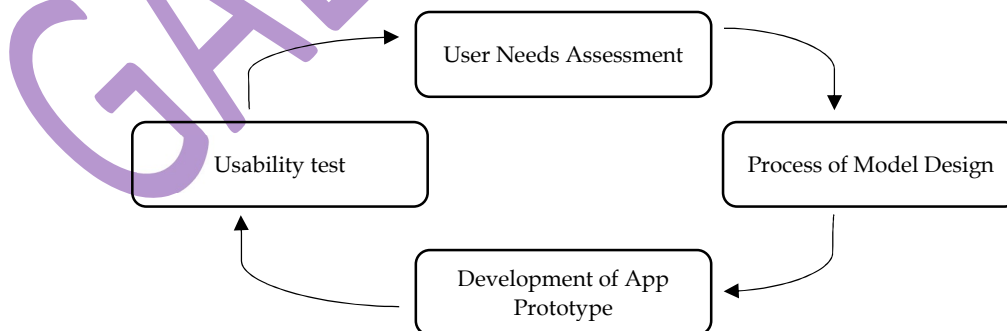 User Needs Assessment
Usability test
Process of Model Design
Development of App
Prototype